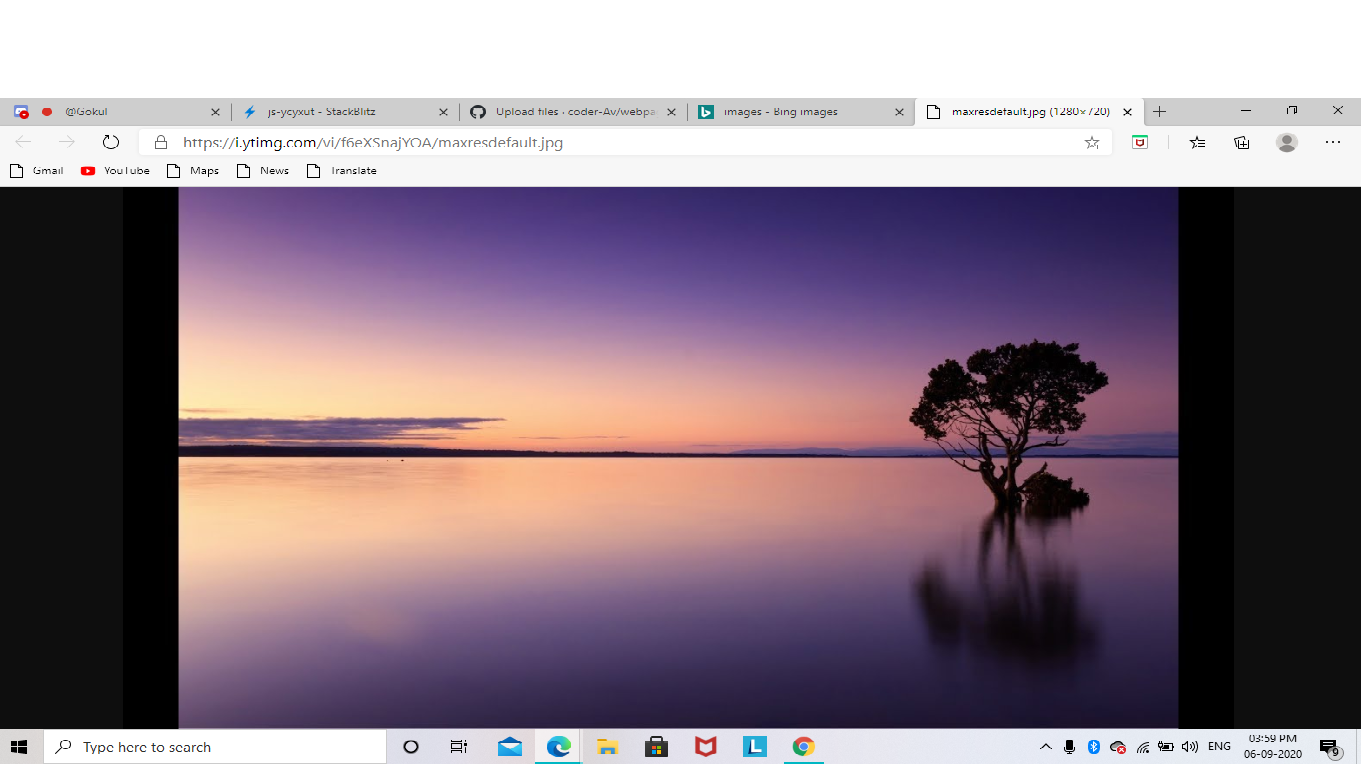 @Gokul
js-ycyxut - StackBlitz
Upload files · coder-Av/webpa
images - Bing images
maxresdefault.jpg (1280×720)
https://i.ytimg.com/vi/f6eXSnajYOA/maxresdefault.jpg
Gmail
YouTube
Maps
News
Translate
Type here to search
L
ENG
03:59 PM
06-09-2020
9